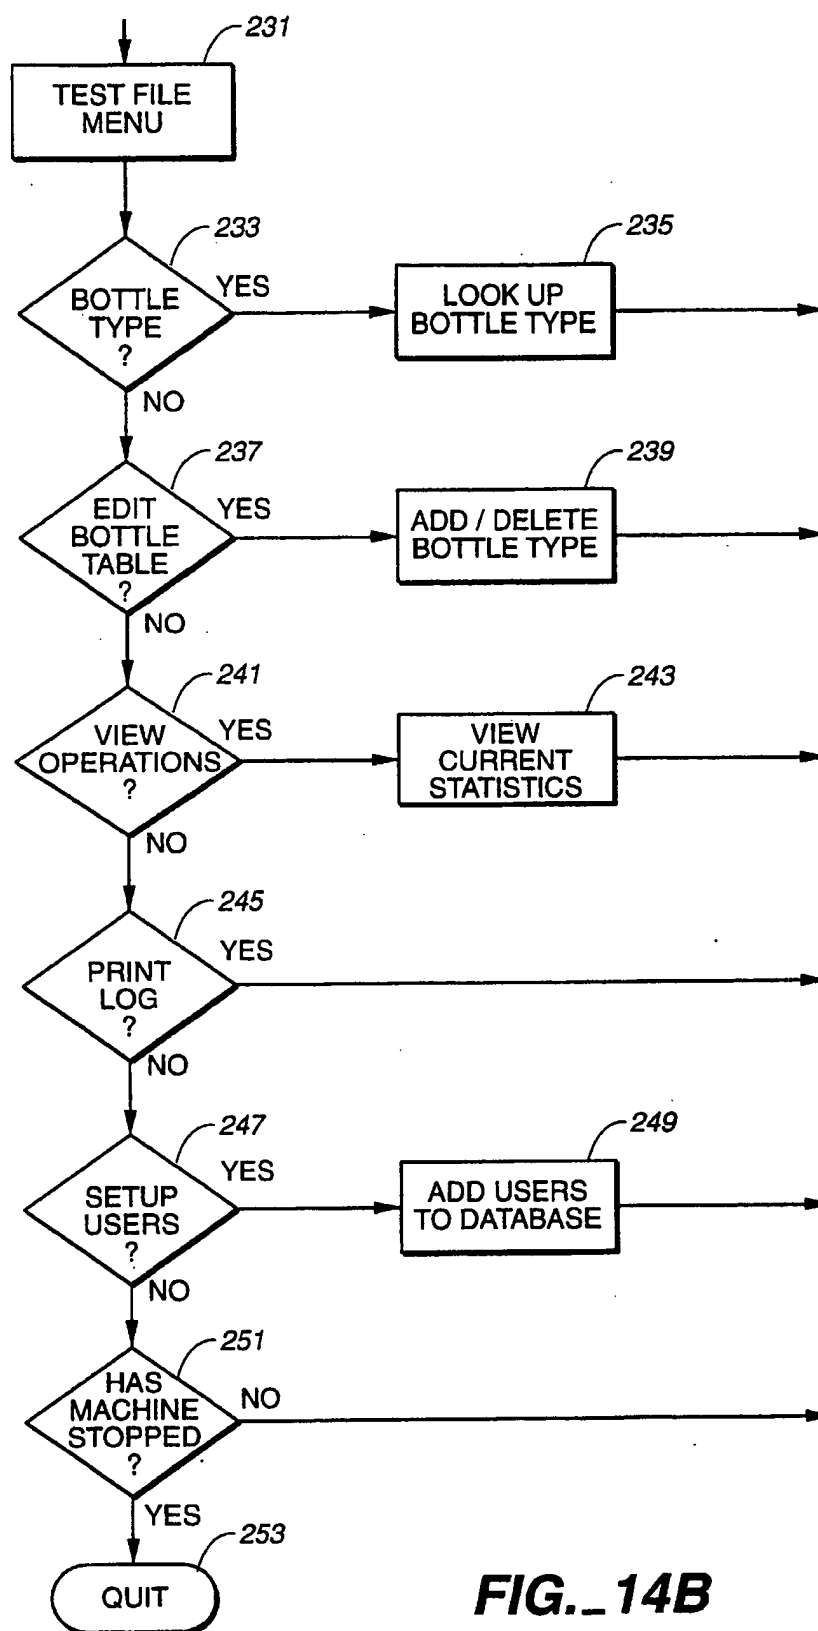 231
TEST FILE
MENU
233
BOTTLE
TYPE
?
YES
NO
235
LOOK UP
BOTTLE TYPE
237
EDIT
BOTTLE
TABLE
?
YES
NO
239
ADD / DELETE
BOTTLE TYPE
241
VIEW
OPERATIONS
?
YES
NO
243
VIEW
CURRENT
STATISTICS
245
PRINT
LOG
?
YES
NO
247
SETUP
USERS
?
YES
NO
249
ADD USERS
TO DATABASE
251
HAS
MACHINE
STOPPED
?
NO
YES
253
QUIT
FIG._14B